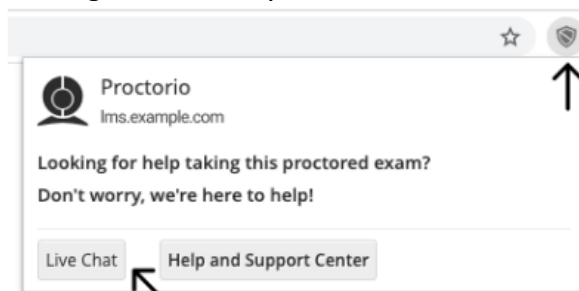 Proctorio
lms.example.com
Looking for help taking this proctored exam?
Don't worry, we're here to help!
Live Chat
Help and Support Center